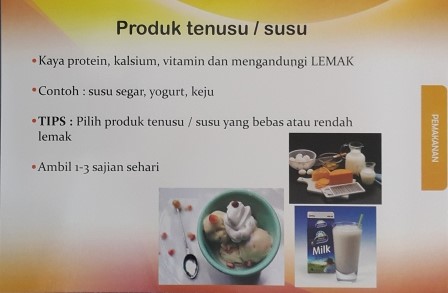 Produk tenusu / susu
•Kaya protein, kalsium, vitamin dan mengandungi LEMAK
•Contoh : susu segar, yogurt, keju
•TIPS : Pilih produk tenusu / susu yang bebas atau rendah
lemak
•Ambil 1-3 sajian sehari
PEMAKANAN
Milk